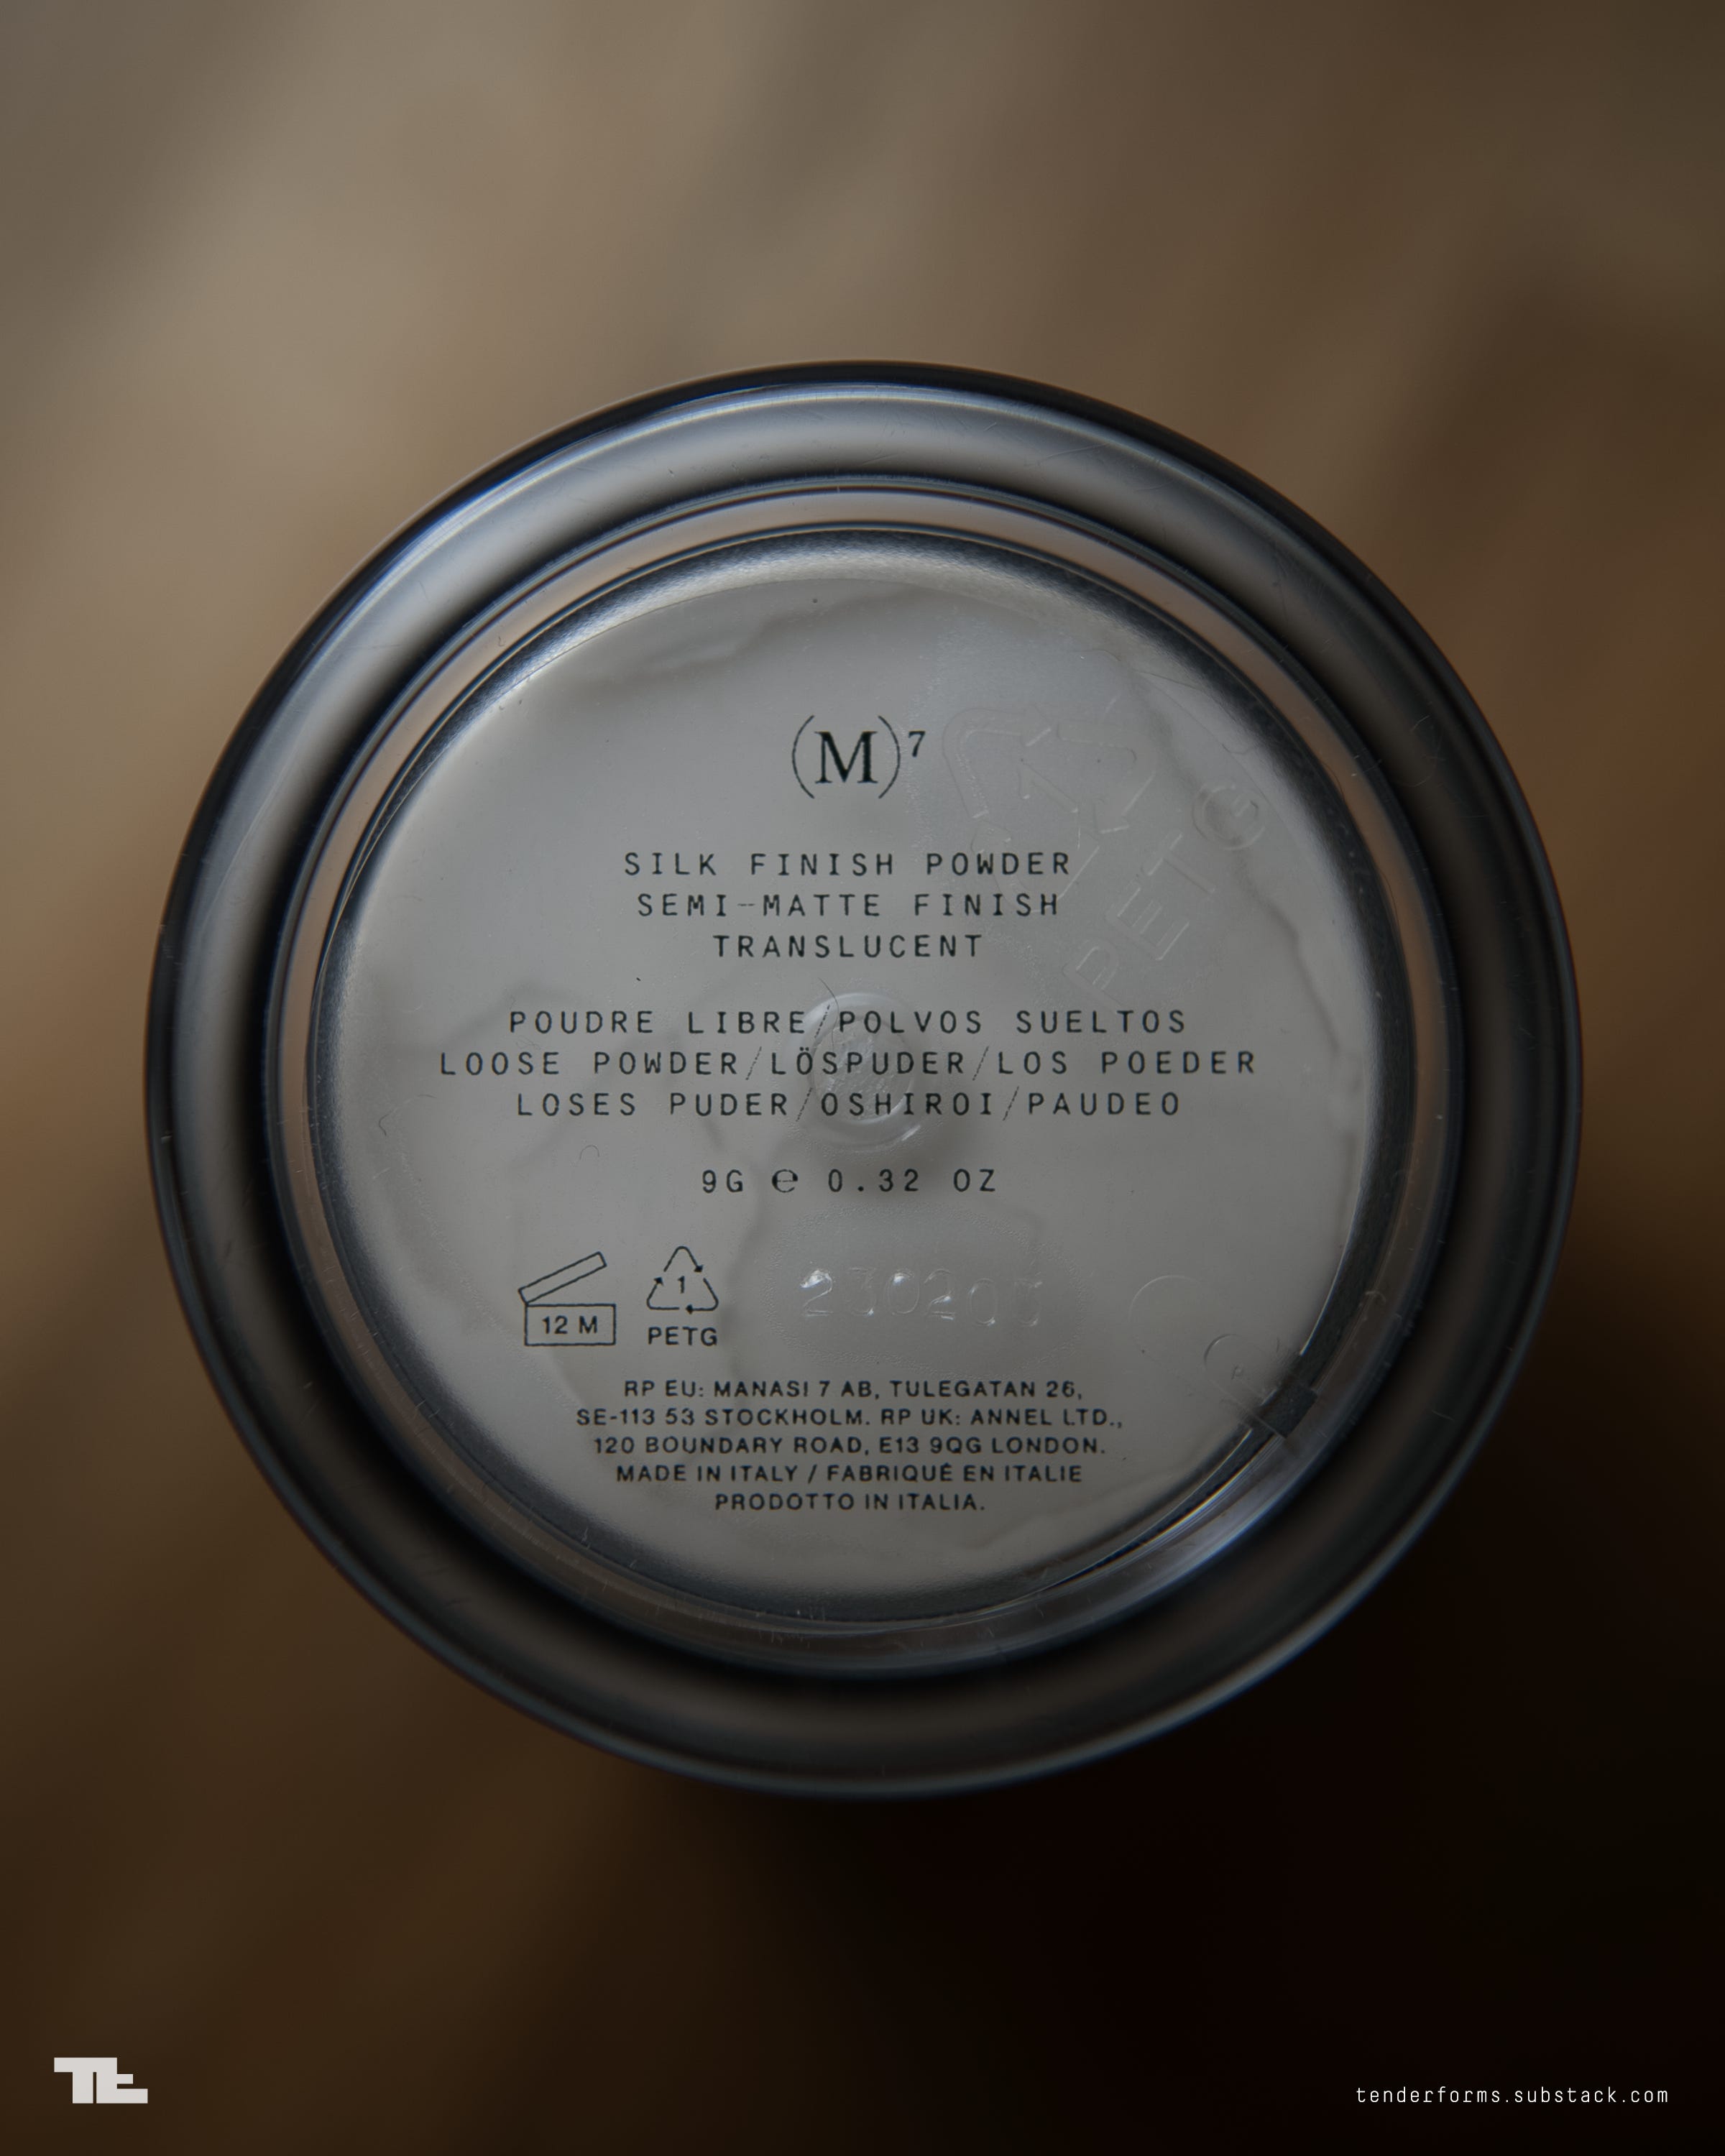 (M)⁷
SILK FINISH POWDER
SEMI-MATTE FINISH
TRANSLUCENT
POUDRE LIBRE/POLVOS SUELTOS
LOOSE POWDER/LÖSPUDER/LOS POEDER
LOSES PUDER/OSHIROI/PAUDEO
9G ℮ 0.32 OZ
12 M
1
PETG
PETG
RP EU: MANASI 7 AB, TULEGATAN 26,
SE-113 53 STOCKHOLM. RP UK: ANNEL LTD.,
120 BOUNDARY ROAD, E13 9QG LONDON.
MADE IN ITALY / FABRIQUÉ EN ITALIE
PRODOTTO IN ITALIA.
tenderforms.substack.com